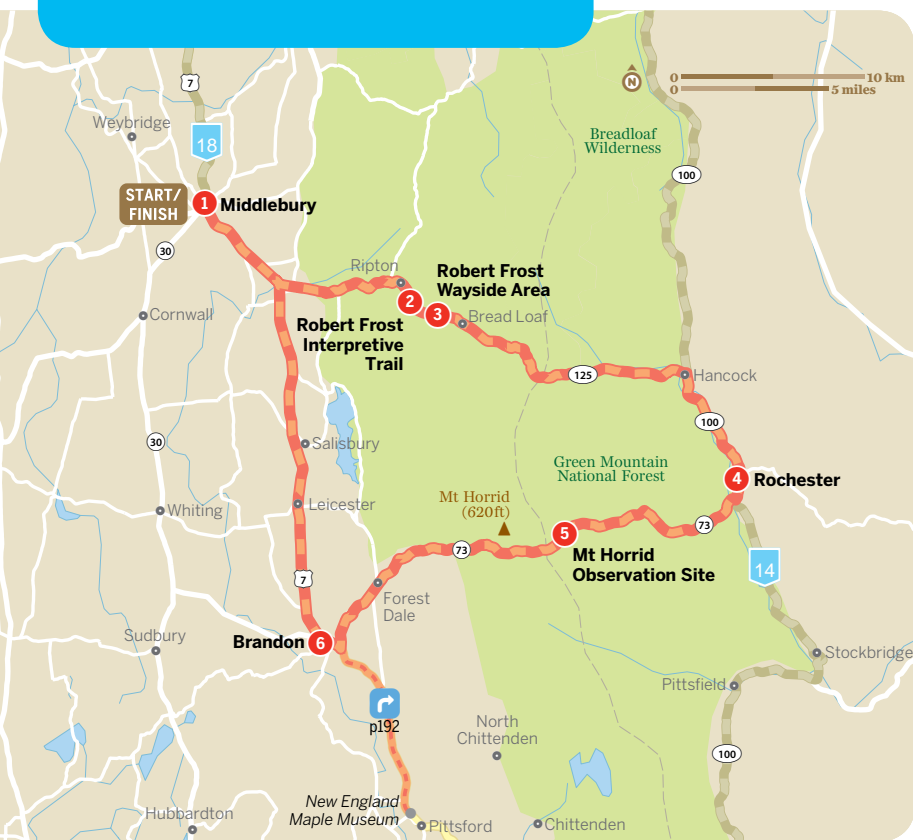 7
Weybridge
18
START/
FINISH
1 Middlebury
30
N
0 10 km
0 5 miles
Breadloaf
Wilderness
100
Ripton
Robert Frost
Wayside Area
2
3
Bread Loaf
Robert Frost
Interpretive
Trail
Cornwall
125
Hancock
100
30
Salisbury
Green Mountain
National Forest
4 Rochester
Leicester
Whiting
Mt Horrid
(620ft)
73
5
73
Mt Horrid
Observation Site
14
7
Forest
Dale
Brandon 6
Sudbury
Stockbridge
Pittsfield
p192
North
Chittenden
100
New England
Maple Museum
Hubbardton
Pittsford
Chittenden